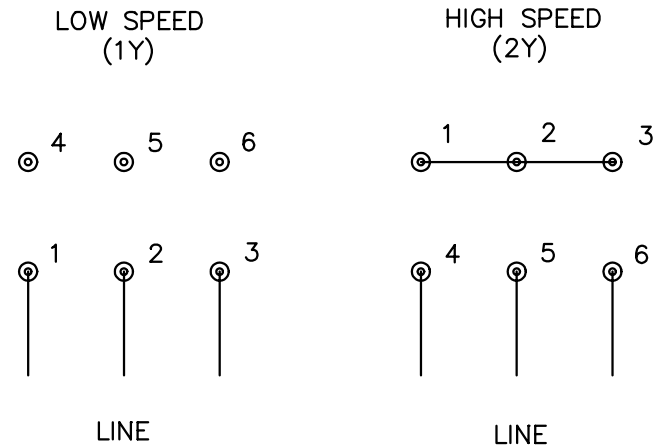 LOW SPEED
(1Y)
4 5 6
1 2 3
LINE
HIGH SPEED
(2Y)
1 2 3
4 5 6
LINE